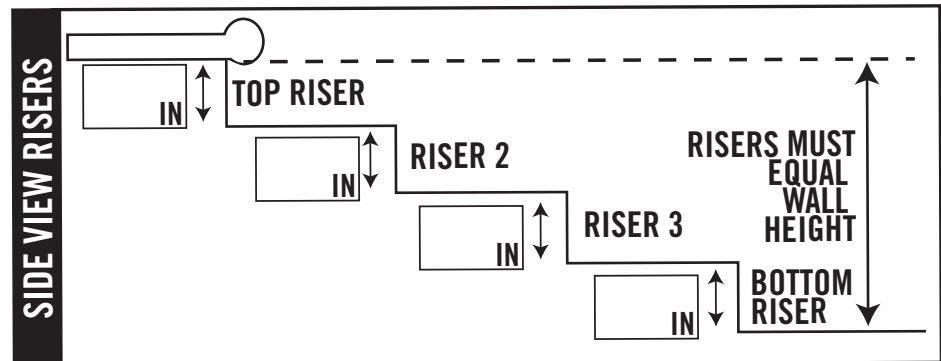 SIDE VIEW RISERS
IN
TOP RISER
IN
RISER 2
IN
RISER 3
IN
BOTTOM
RISER
RISERS MUST
EQUAL
WALL
HEIGHT